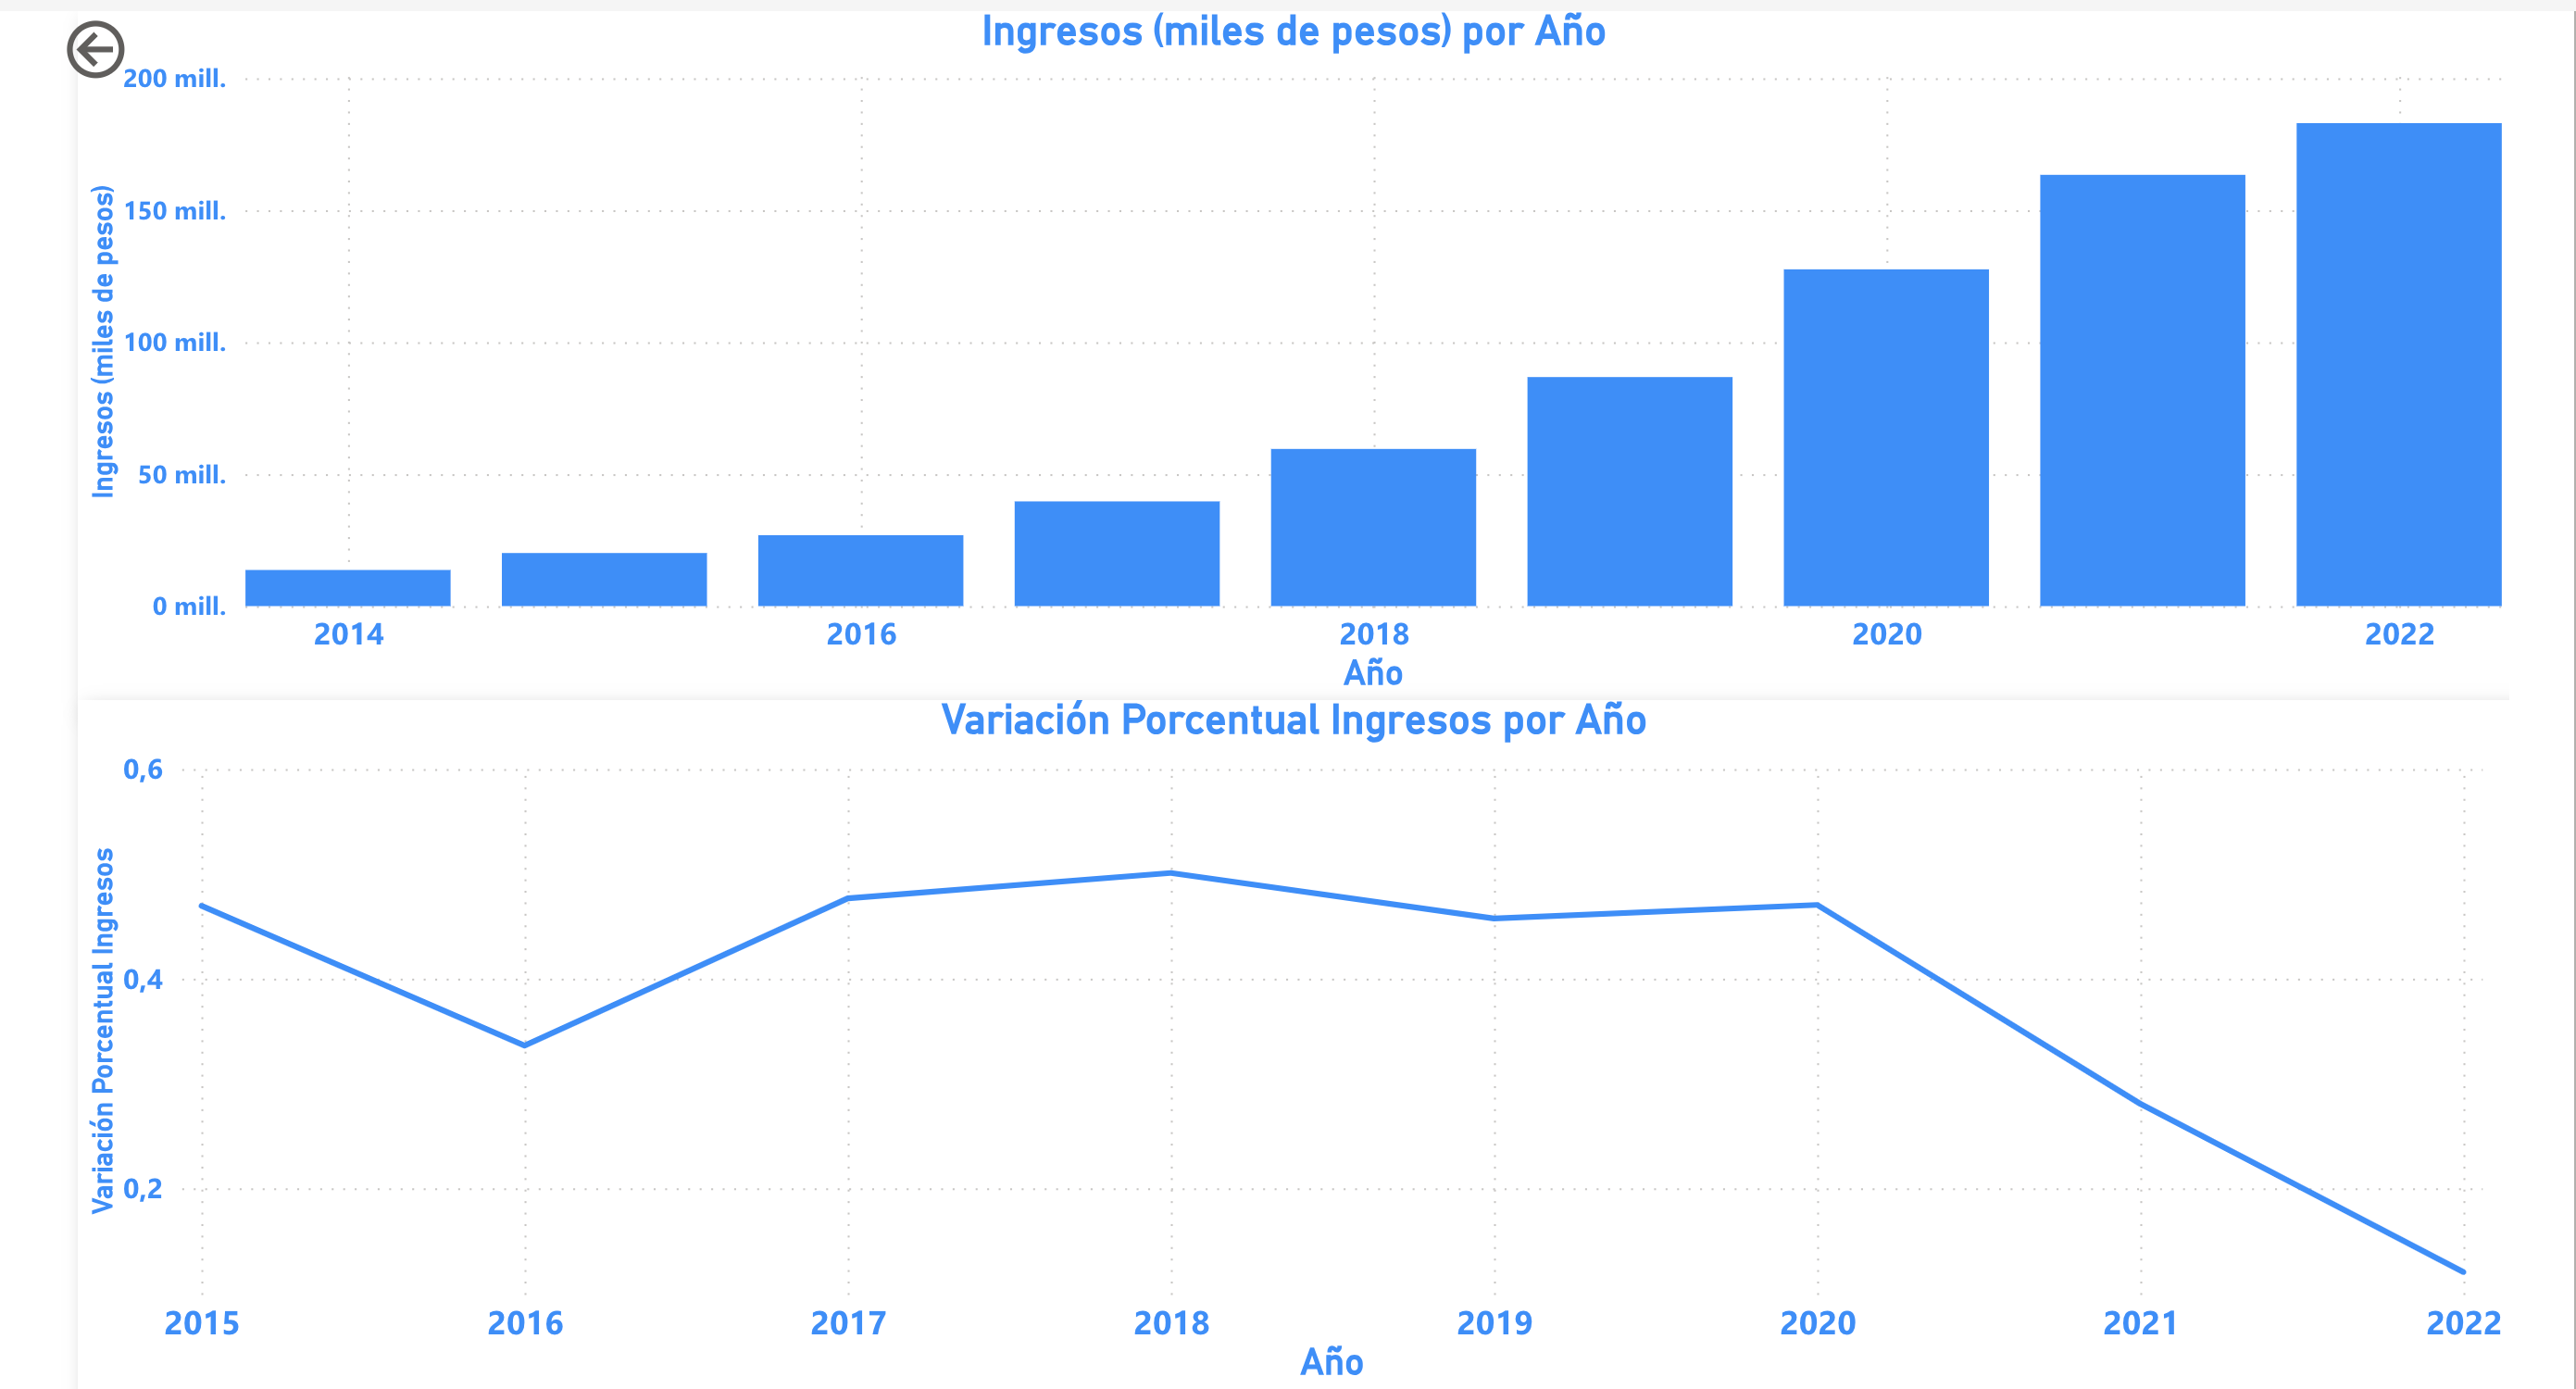 Ingresos (miles de pesos) por Año
200 mill.
150 mill.
100 mill.
50 mill.
0 mill.
Ingresos (miles de pesos)
2014
2016
2018
2020
2022
Año
Variación Porcentual Ingresos por Año
0,6
0,4
0,2
Variación Porcentual Ingresos
2015
2016
2017
2018
2019
2020
2021
2022
Año